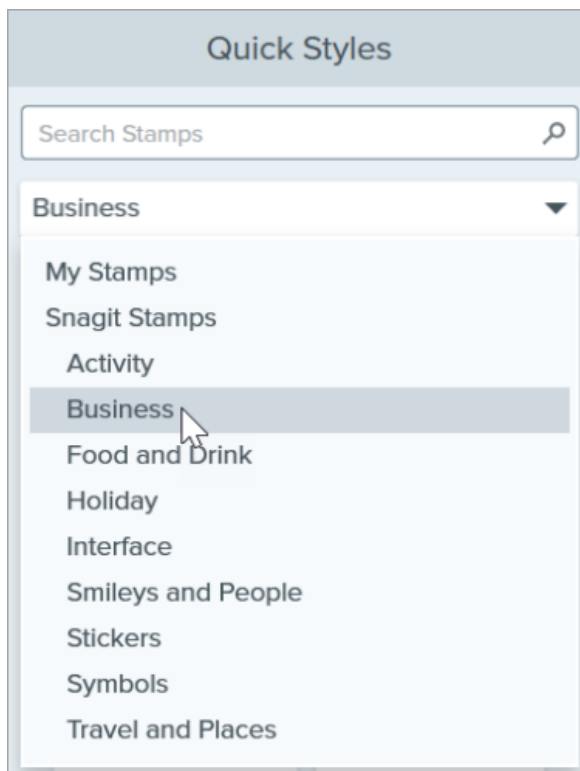 Quick Styles
Search Stamps
Business
My Stamps
Snagit Stamps
Activity
Business
Food and Drink
Holiday
Interface
Smileys and People
Stickers
Symbols
Travel and Places